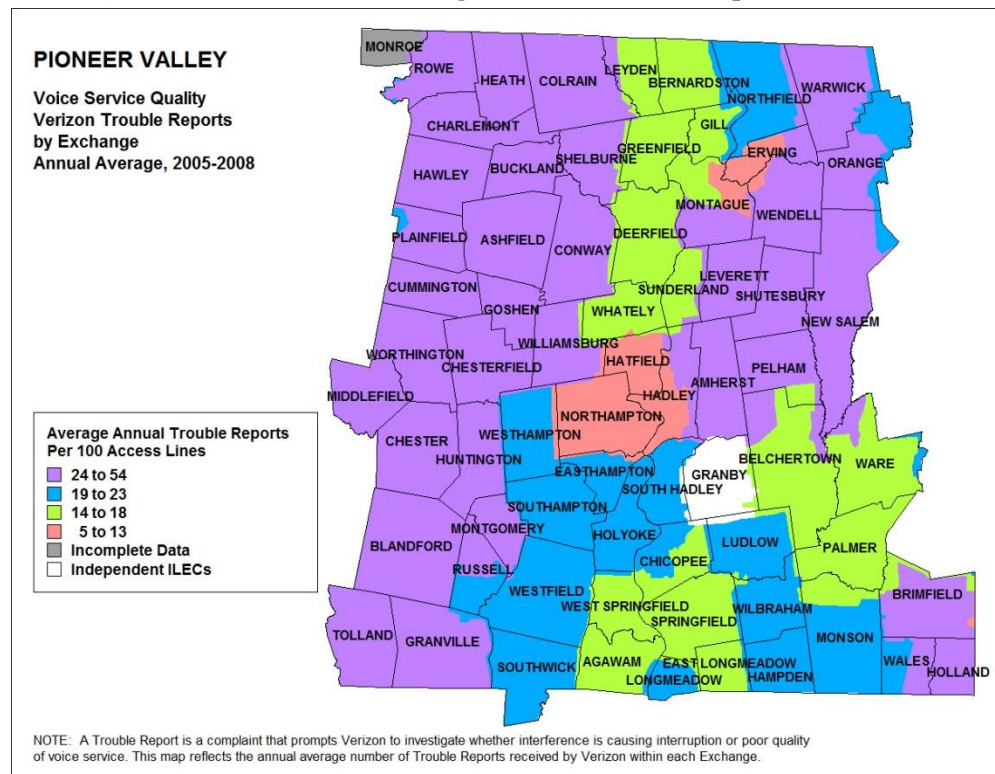 PIONEER VALLEY
Voice Service Quality
Verizon Trouble Reports
by Exchange
Annual Average, 2005-2008
MONROE
ROWE
HEATH
COLRAIN
LEYDEN
BERNARDSTON
NORTHFIELD
WARWICK
CHARLEMONT
GILL
GREENFIELD
ERVING
SHELBURNE
BUCKLAND
HAWLEY
ORANGE
MONTAGUE
WENDELL
PLAINFIELD
ASHFIELD
CONWAY
DEERFIELD
LEVERETT
SUNDERLAND
SHUTESBURY
CUMMINGTON
GOSHEN
WHATELY
NEW SALEM
WILLIAMSBURG
WORTHINGTON
CHESTERFIELD
HATFIELD
PELHAM
AMHERST
HADLEY
MIDDLEFIELD
NORTHAMPTON
CHESTER
WESTHAMPTON
HUNTINGTON
BELCHERTOWN
WARE
EASTHAMPTON
GRANBY
SOUTH HADLEY
SOUTHAMPTON
MONTGOMERY
HOLYOKE
LUDLOW
BLANDFORD
PALMER
CHICOPEE
RUSSELL
WESTFIELD
BRIMFIELD
WEST SPRINGFIELD
WILBRAHAM
SPRINGFIELD
TOLLAND
GRANVILLE
MONSON
SOUTHWICK
AGAWAM
EAST LONGMEADOW
WALES
HOLLAND
LONGMEADOW
HAMPDEN
Average Annual Trouble Reports
Per 100 Access Lines
24 to 54
19 to 23
14 to 18
5 to 13
Incomplete Data
Independent ILECs
NOTE: A Trouble Report is a complaint that prompts Verizon to investigate whether interference is causing interruption or poor quality
of voice service. This map reflects the annual average number of Trouble Reports received by Verizon within each Exchange.